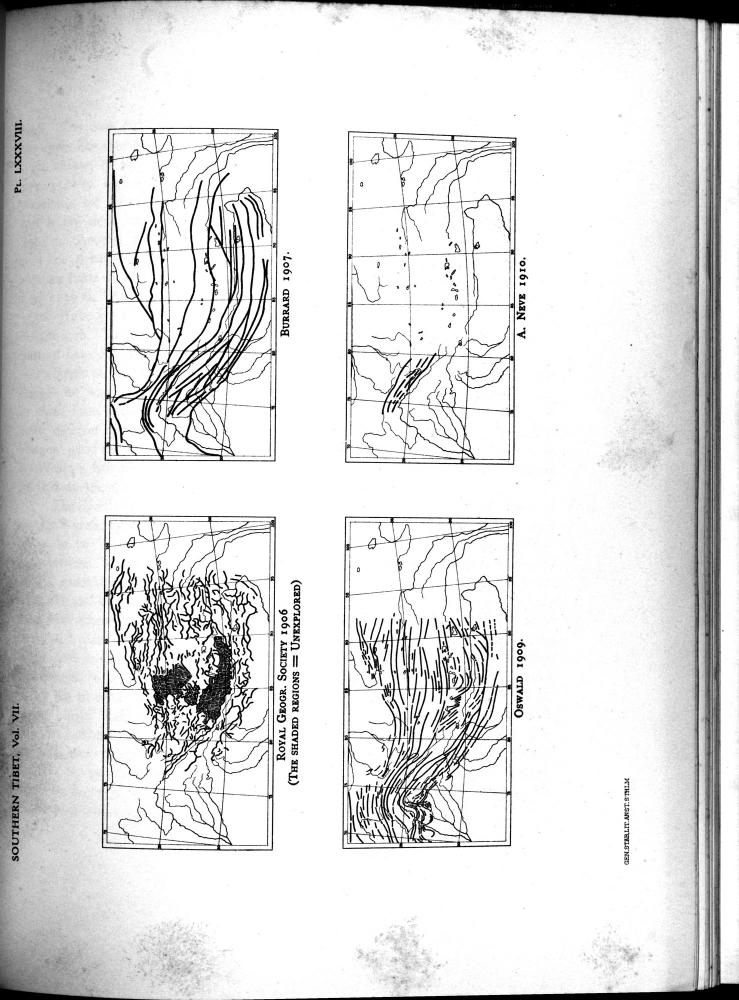 SOUTHERN TIBET, Vol. VII.
PL. LXXXVIII.
ROYAL GEOGR. SOCIETY 1906
(THE SHADED REGIONS = UNEXPLORED)
BURRARD 1907.
OSWALD 1909.
A. NEVE 1910.
GEN.STAB.LIT.ANST.STHLM